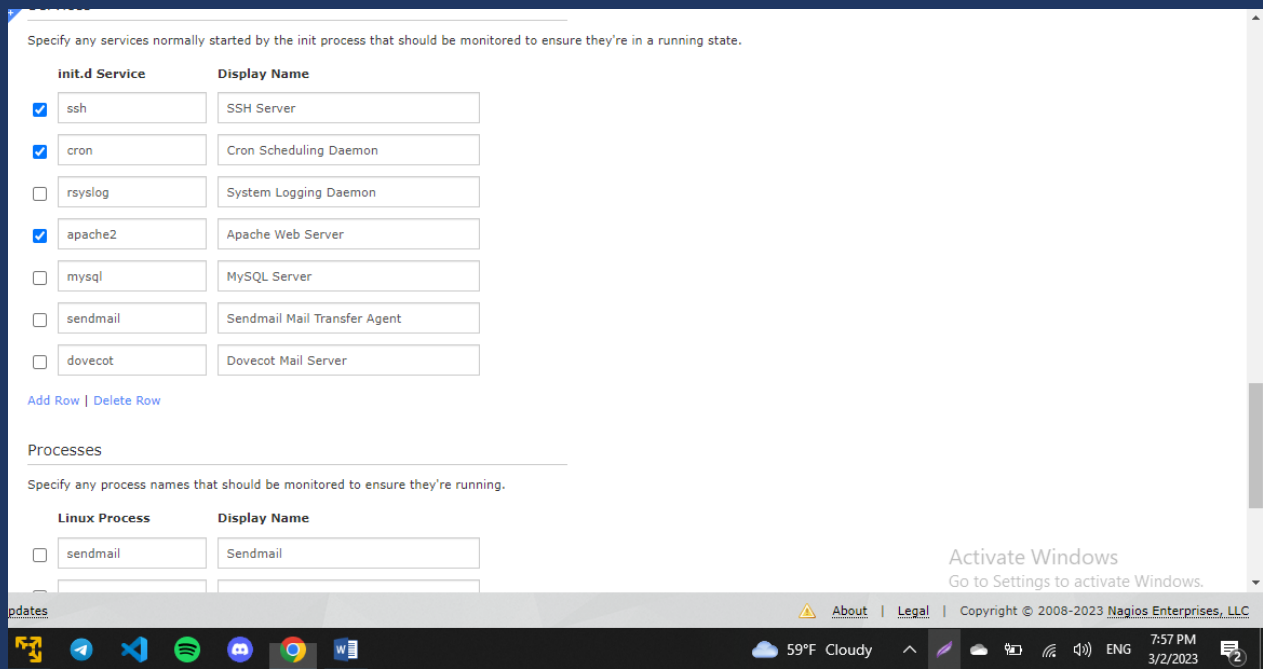 Services
Specify any services normally started by the init process that should be monitored to ensure they're in a running state.
init.d Service Display Name
ssh SSH Server
cron Cron Scheduling Daemon
rsyslog System Logging Daemon
apache2 Apache Web Server
mysql MySQL Server
sendmail Sendmail Mail Transfer Agent
dovecot Dovecot Mail Server
Add Row | Delete Row
Processes
Specify any process names that should be monitored to ensure they're running.
Linux Process Display Name
sendmail Sendmail
Activate Windows
Go to Settings to activate Windows.
pdates About | Legal | Copyright © 2008-2023 Nagios Enterprises, LLC
59°F Cloudy ENG 7:57 PM
3/2/2023 2